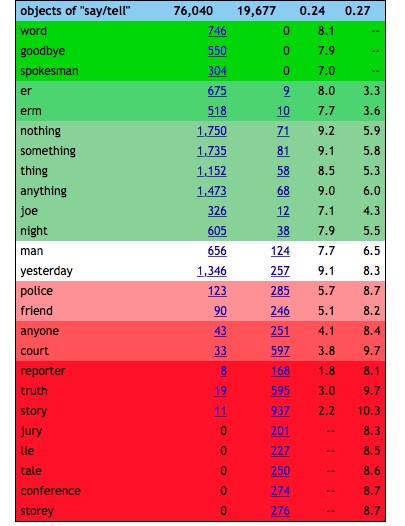 objects of "say/tell" 76,040 19,677 0.24 0.27
word 746 0 8.1 --
goodbye 550 0 7.9 --
spokesman 304 0 7.0 --
er 675 9 8.0 3.3
erm 518 10 7.7 3.6
nothing 1,750 71 9.2 5.9
something 1,735 81 9.1 5.8
thing 1,152 58 8.5 5.3
anything 1,473 68 9.0 6.0
joe 326 12 7.1 4.3
night 605 38 7.9 5.5
man 656 124 7.7 6.5
yesterday 1,346 257 9.1 8.3
police 123 285 5.7 8.7
friend 90 246 5.1 8.2
anyone 43 251 4.1 8.4
court 33 597 3.8 9.7
reporter 8 168 1.8 8.1
truth 19 595 3.0 9.7
story 11 937 2.2 10.3
jury 0 201 -- 8.3
lie 0 227 -- 8.5
tale 0 250 -- 8.6
conference 0 274 -- 8.7
storey 0 276 -- 8.7